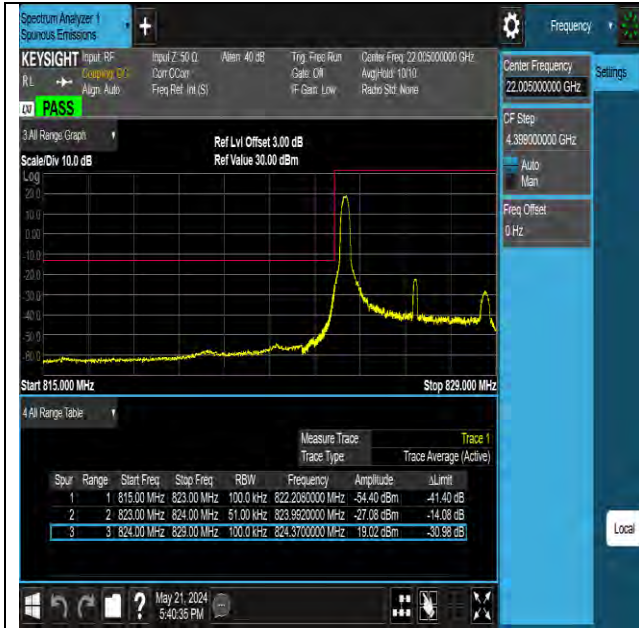 Spectrum Analyzer 1
Spurious Emissions
+
Frequency
KEYSIGHT Input: RF Input Z: 50 Ω Atten: 40 dB Trig: Free Run Center Freq: 22.005000000 GHz
RL Coupling: DC Corr CCorr Gate: Off Avg|Hold: 10/10
Align: Auto Freq Ref: Int (S) IF Gain: Low Radio Std: None
PASS
Center Frequency
22.005000000 GHz
Settings
CF Step
4.399000000 GHz
Auto
Man
Freq Offset
0 Hz
3 All Range Graph
Ref Lvl Offset 3.00 dB
Scale/Div 10.0 dB Ref Value 30.00 dBm
Log
20.0
10.0
0.00
-10.0
-20.0
-30.0
-40.0
-50.0
-60.0
Start 815.000 MHz Stop 829.000 MHz
4 All Range Table
Measure Trace Trace 1
Trace Type Trace Average (Active)
Spur Range Start Freq Stop Freq RBW Frequency Amplitude ΔLimit
1 1 815.00 MHz 823.00 MHz 100.0 kHz 822.2080000 MHz -54.40 dBm -41.40 dB
2 2 823.00 MHz 824.00 MHz 51.00 kHz 823.9920000 MHz -27.08 dBm -14.08 dB
3 3 824.00 MHz 829.00 MHz 100.0 kHz 824.3700000 MHz 19.02 dBm -30.98 dB
Local
? May 21, 2024
5:40:35 PM